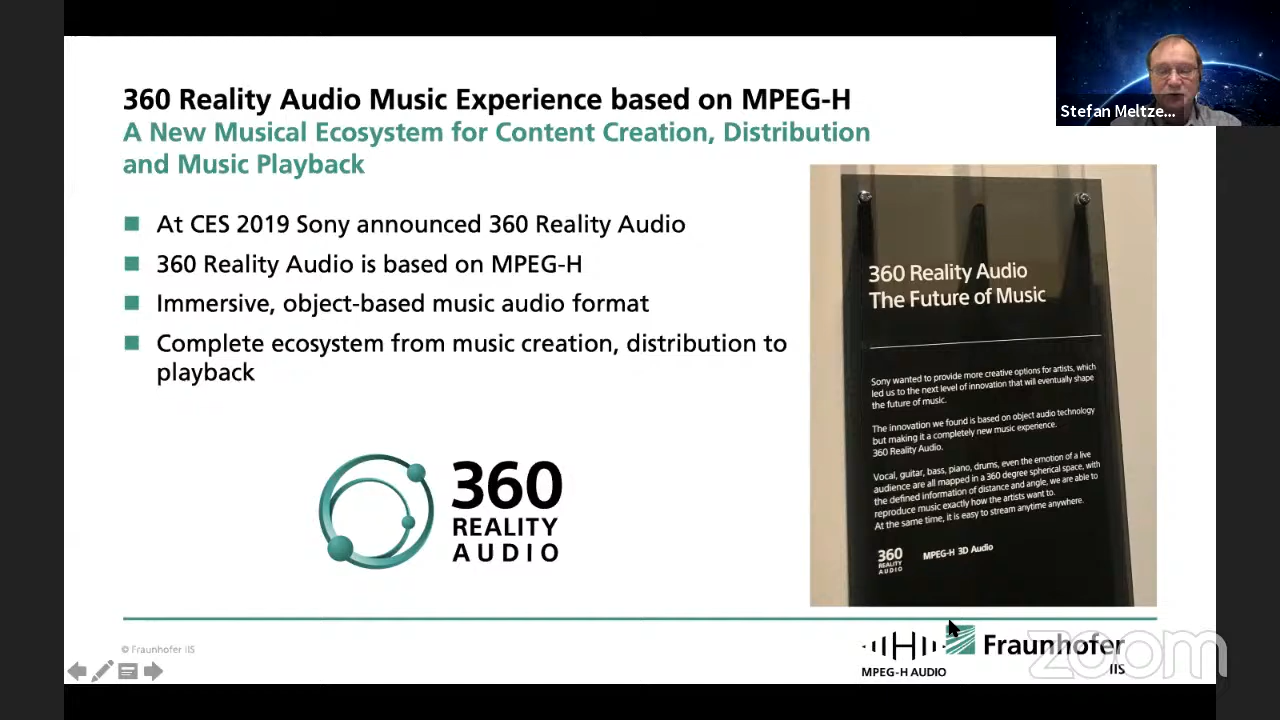 Stefan Meltze...
360 Reality Audio Music Experience based on MPEG-H
A New Musical Ecosystem for Content Creation, Distribution
and Music Playback
At CES 2019 Sony announced 360 Reality Audio
360 Reality Audio is based on MPEG-H
Immersive, object-based music audio format
Complete ecosystem from music creation, distribution to
playback
360
REALITY
AUDIO
360 Reality Audio
The Future of Music
Sony wanted to provide more creative options for artists, which
led us to the next level of innovation that will eventually shape
the future of music.
The innovation we found is based on object audio technology
but making it a completely new music experience.
360 Reality Audio.
Vocal, guitar, bass, piano, drums, even the emotion of a live
audience are all mapped in a 360 degree spherical space, with
the defined information of distance and angle, we are able to
reproduce music exactly how the artists want to.
At the same time, it is easy to stream anytime anywhere.
360
REALITY
AUDIO
MPEG-H 3D Audio
© Fraunhofer IIS
H
MPEG-H AUDIO
Fraunhofer
IIS
zoom